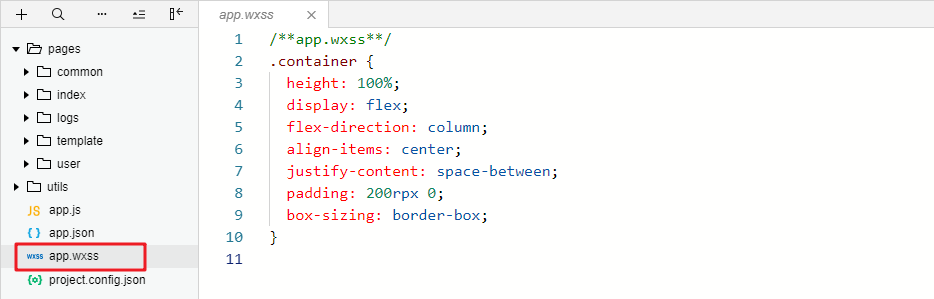 app.wxss
pages
common
index
logs
template
user
utils
JS app.js
{ } app.json
wxss app.wxss
{o} project.config.json
1 /**app.wxss**/
2 .container {
3 height: 100%;
4 display: flex;
5 flex-direction: column;
6 align-items: center;
7 justify-content: space-between;
8 padding: 200rpx 0;
9 box-sizing: border-box;
10 }
11